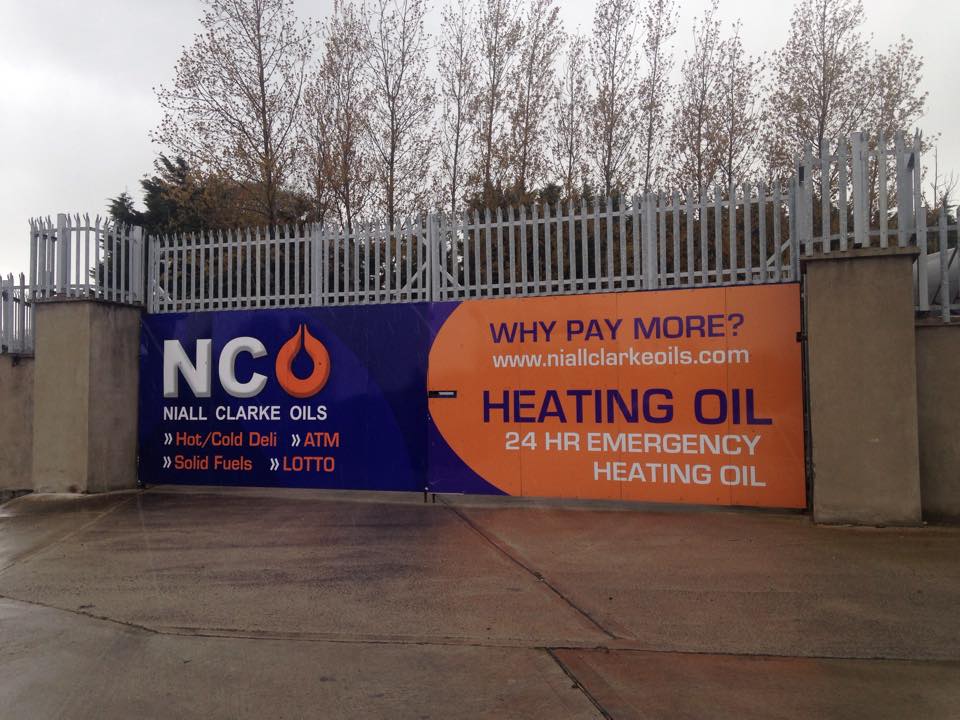 NCO
NIALL CLARKE OILS
» Hot/Cold Deli » ATM
» Solid Fuels » LOTTO
WHY PAY MORE?
www.niallclarkeoils.com
HEATING OIL
24 HR EMERGENCY
HEATING OIL